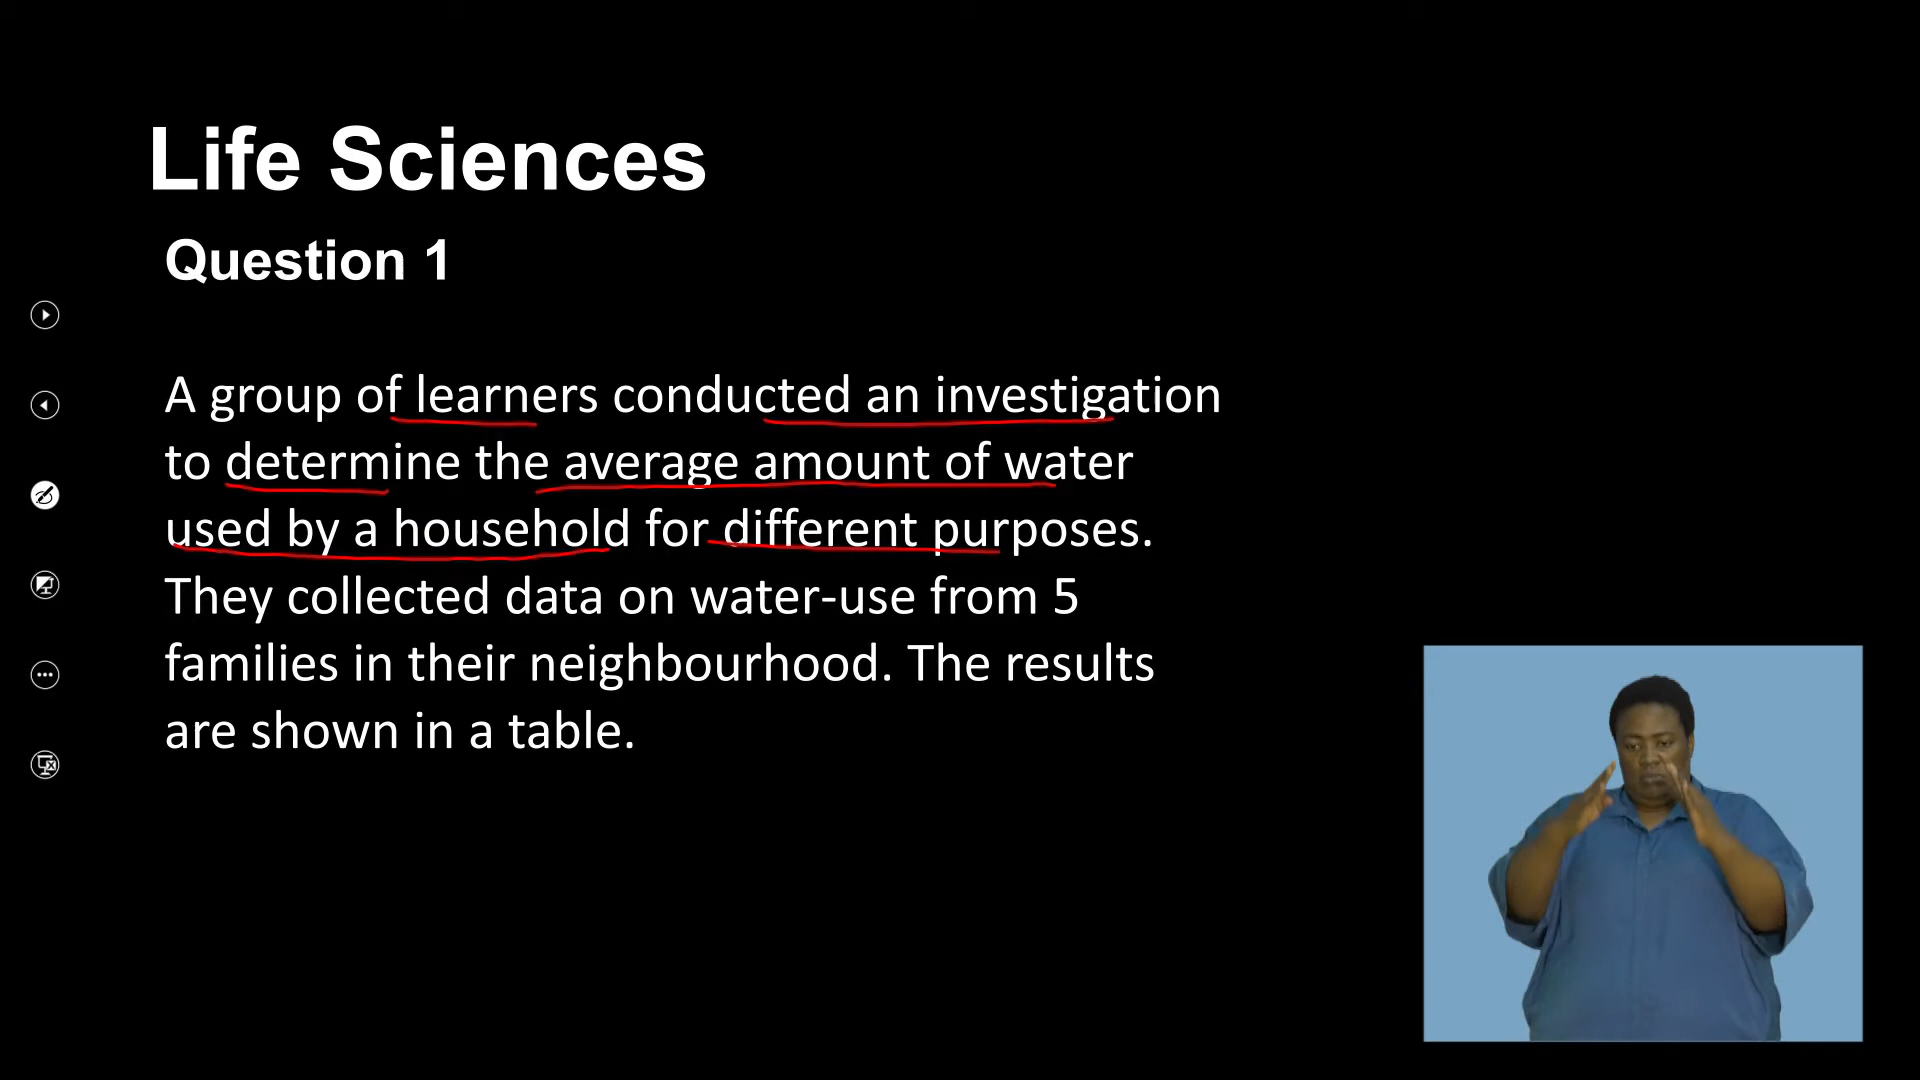 Life Sciences
Question 1
A group of learners conducted an investigation
to determine the average amount of water
used by a household for different purposes.
They collected data on water-use from 5
families in their neighbourhood. The results
are shown in a table.